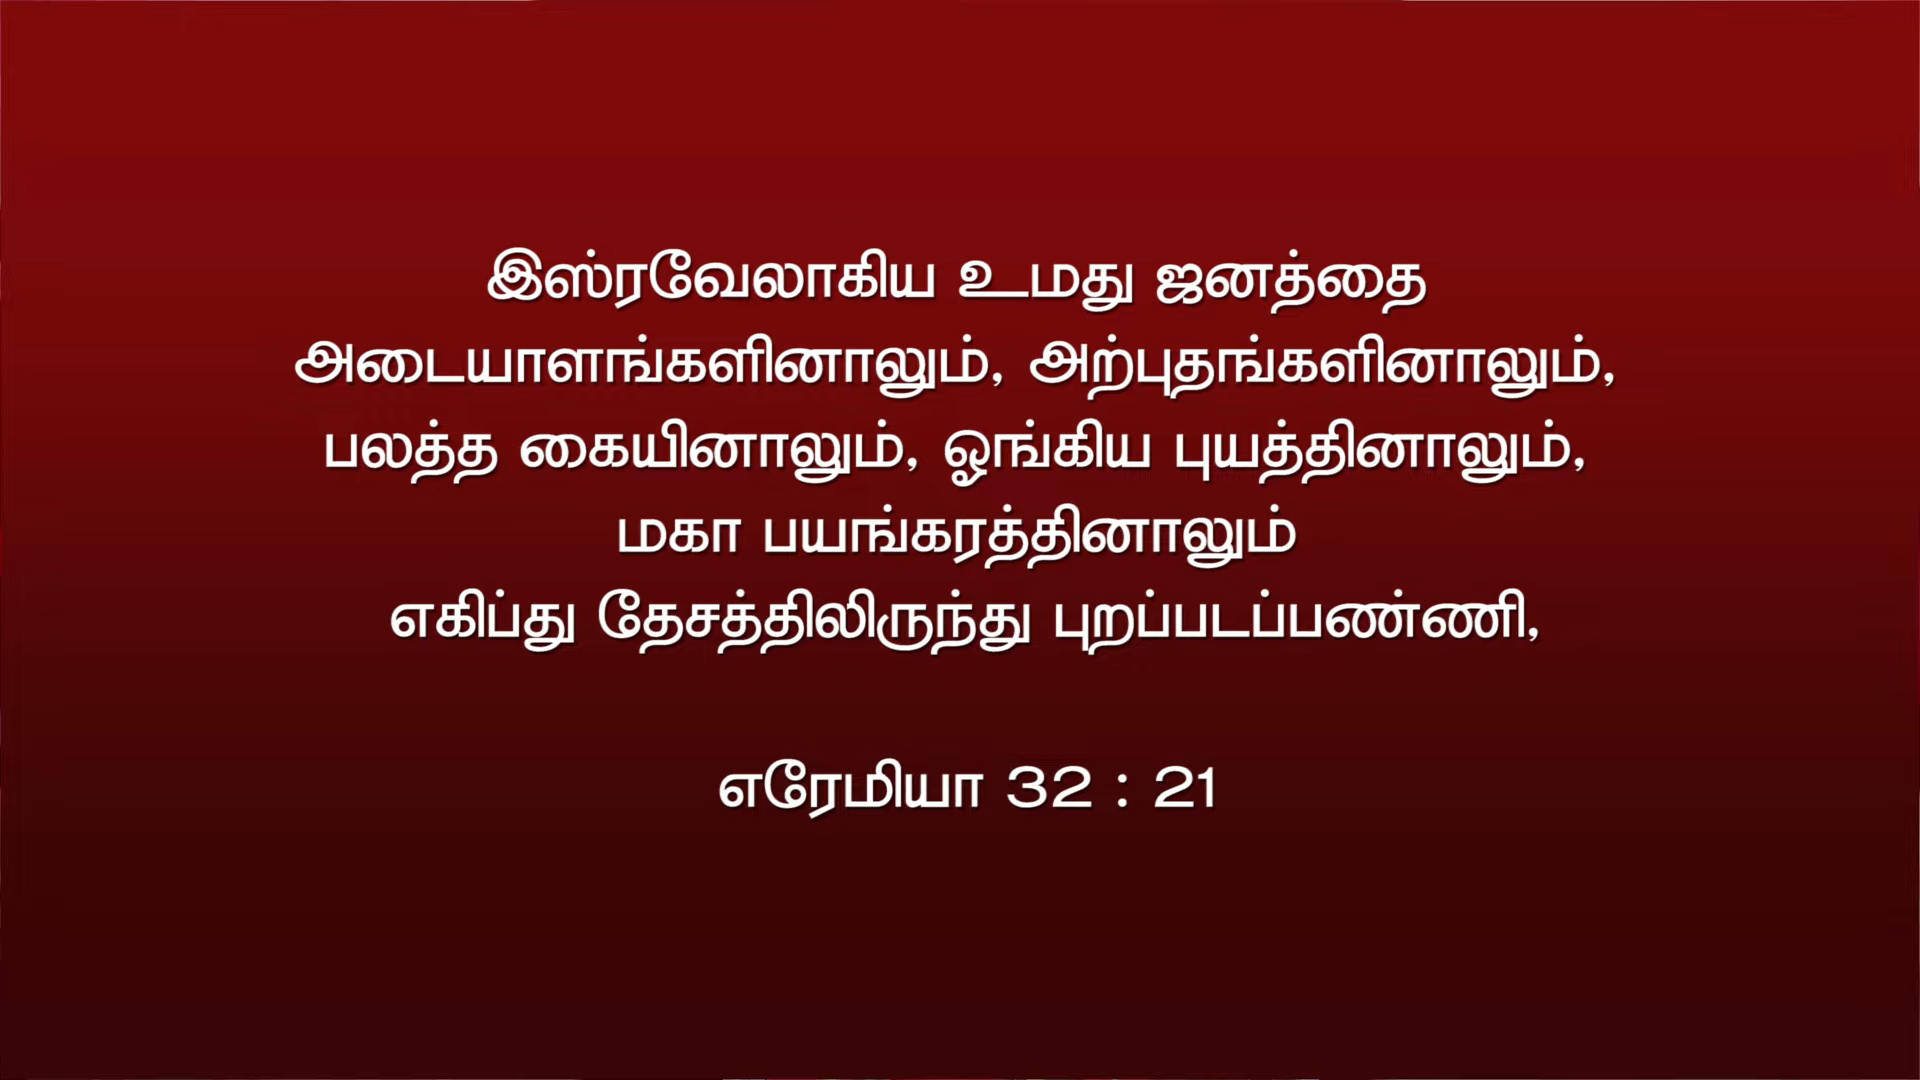 இஸ்ரவேலாகிய உமது ஜனத்தை
அடையாளங்களினாலும், அற்புதங்களினாலும்,
பலத்த கையினாலும், ஓங்கிய புயத்தினாலும்,
மகா பயங்கரத்தினாலும்
எகிப்து தேசத்திலிருந்து புறப்படப்பண்ணி,
எரேமியா 32 : 21